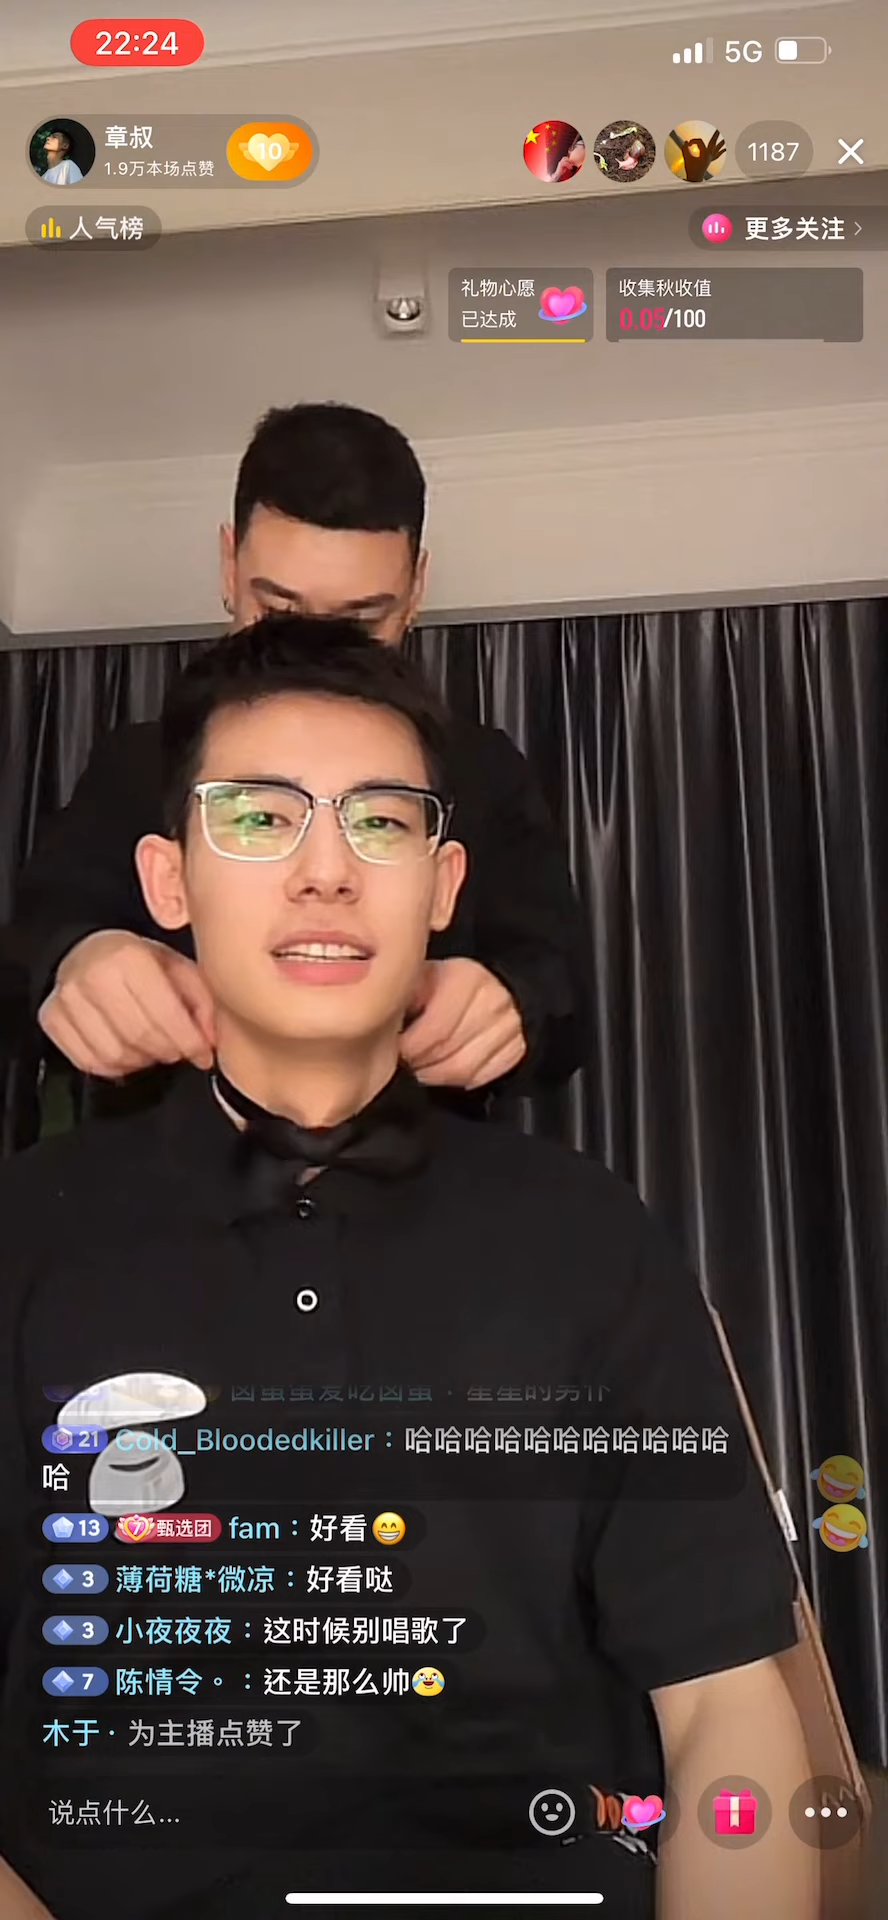 22:24
5G
章叔
1.9万本场点赞
10
1187
人气榜
更多关注
礼物心愿
已达成
收集秋收值
0.05/100
21 Cold_Bloodedkiller：哈哈哈哈哈哈哈哈哈哈哈
哈
13 7 甄选团 fam：好看😁
3 薄荷糖*微凉：好看哒
3 小夜夜夜：这时候别唱歌了
7 陈情令。：还是那么帅😂
木于· 为主播点赞了
说点什么...